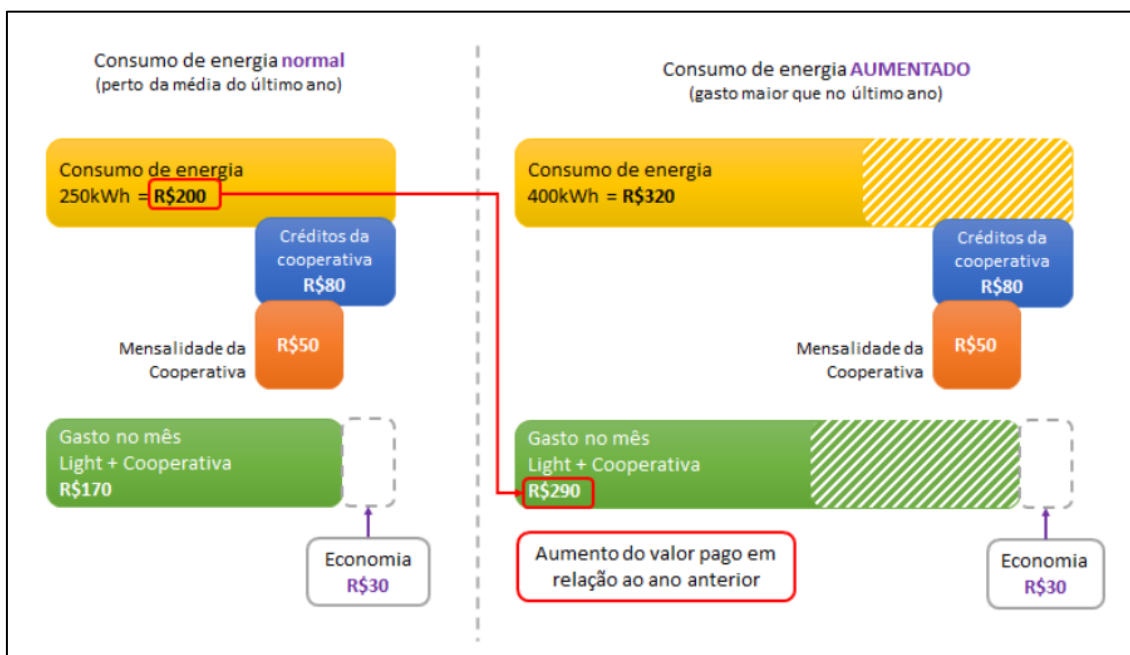 Consumo de energia normal
(perto da média do último ano)
Consumo de energia
250kWh = R$200
Créditos da
cooperativa
R$80
Mensalidade da
Cooperativa
R$50
Gasto no mês
Light + Cooperativa
R$170
Economia
R$30
Consumo de energia AUMENTADO
(gasto maior que no último ano)
Consumo de energia
400kWh = R$320
Créditos da
cooperativa
R$80
Mensalidade da
Cooperativa
R$50
Gasto no mês
Light + Cooperativa
R$290
Aumento do valor pago em
relação ao ano anterior
Economia
R$30